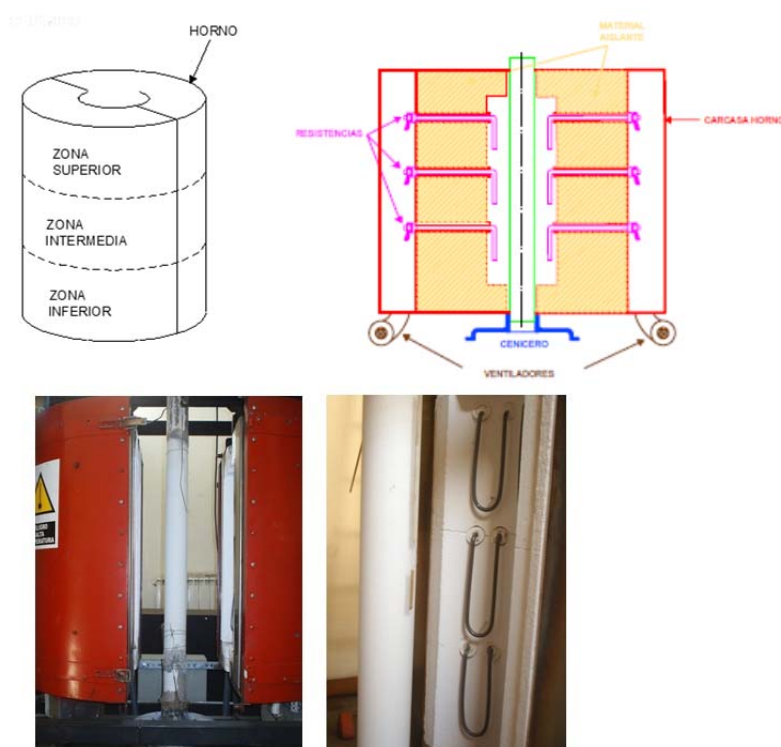 HORNO
ZONA
SUPERIOR
ZONA
INTERMEDIA
ZONA
INFERIOR
MATERIAL
AISLANTE
RESISTENCIAS
CARCASA HORNO
CENICERO
VENTILADORES